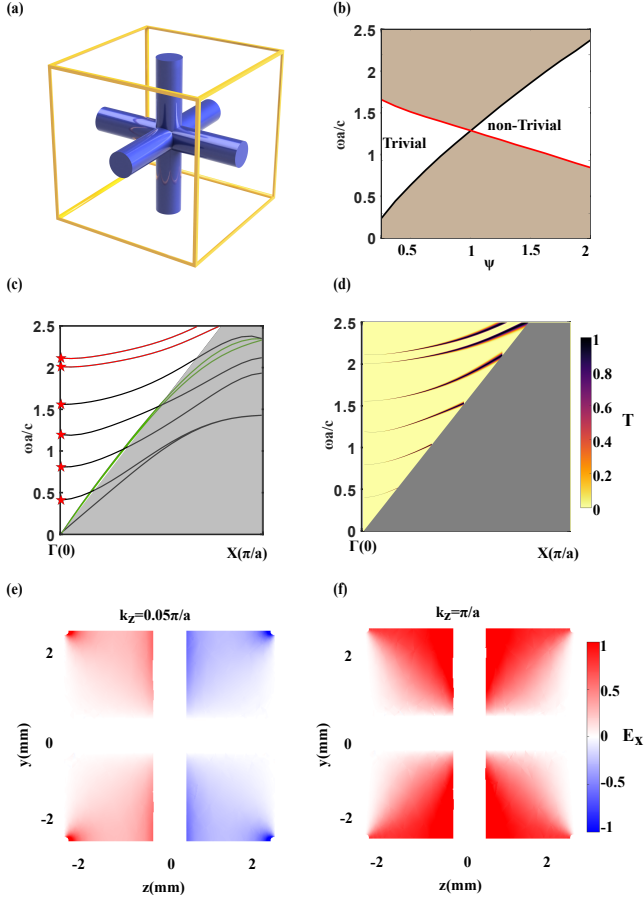 (a)
(b)
ωa/c
2.5
2
1.5
1
0.5
0
Trivial
non-Trivial
0.5
1
1.5
2
ψ
(c)
(d)
ωa/c
2.5
2
1.5
1
0.5
0
Γ(0)
X(π/a)
ωa/c
2.5
2
1.5
1
0.5
0
Γ(0)
X(π/a)
1
0.8
0.6
0.4
0.2
0
T
(e)
(f)
k_z=0.05π/a
y(mm)
2
0
-2
-2
0
2
z(mm)
k_z=π/a
y(mm)
2
0
-2
-2
0
2
z(mm)
1
0.5
0
-0.5
-1
E_x